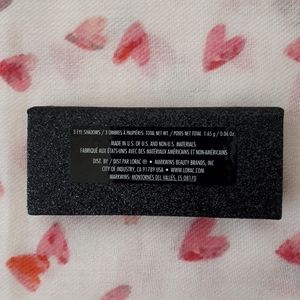 3 EYE SHADOWS / 3 OMBRES À PAUPIÈRES: TOTAL NET WT. / POIDS NET TOTAL 1.65 g / 0.06 Oz.
MADE IN U.S. OF U.S. AND NON-U.S. MATERIALS.
FABRIQUÉ AUX ÉTATS-UNIS AVEC DES MATÉRIAUX AMÉRICAINS ET NON-AMÉRICAINS
DIST. BY / DIST.PAR LORAC ® • MARKWINS BEAUTY BRANDS, INC
CITY OF INDUSTRY, CA 91789 USA • WWW.LORAC.COM
MARKWINS: MONTORNÉS DEL VALLÉS, ES 08170